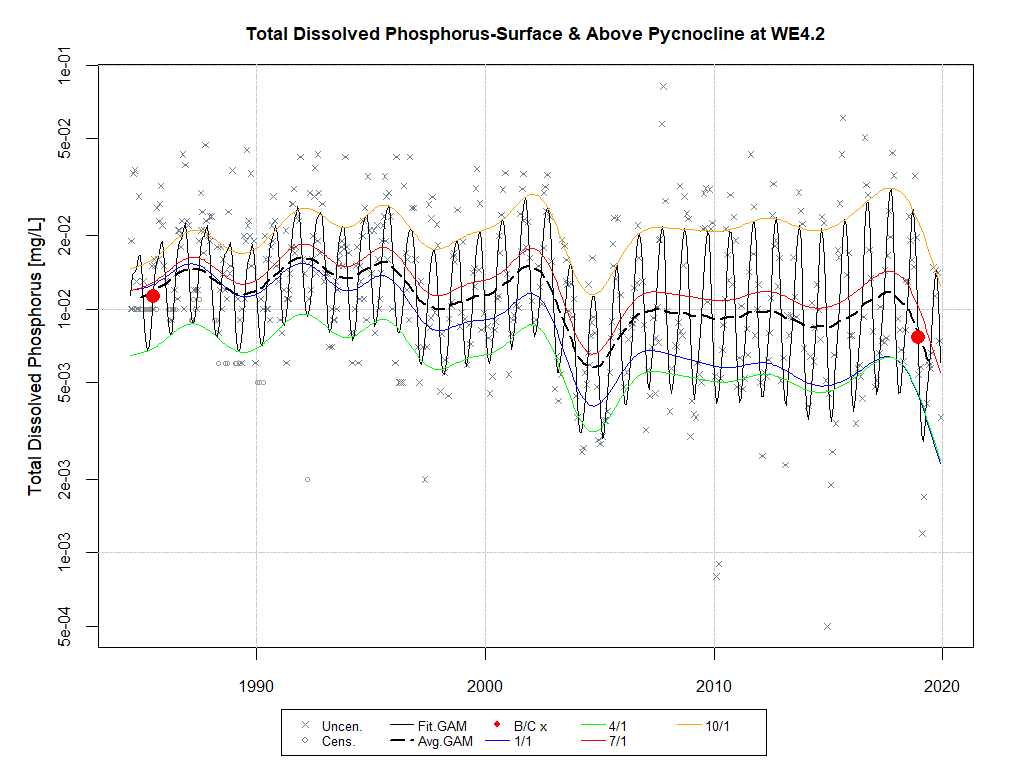 Total Dissolved Phosphorus-Surface & Above Pycnocline at WE4.2
Total Dissolved Phosphorus [mg/L]
1e-01
5e-02
2e-02
1e-02
5e-03
2e-03
1e-03
5e-04
1990 2000 2010 2020
Uncen. Fit.GAM B/C x 4/1 10/1
Cens. Avg.GAM 1/1 7/1